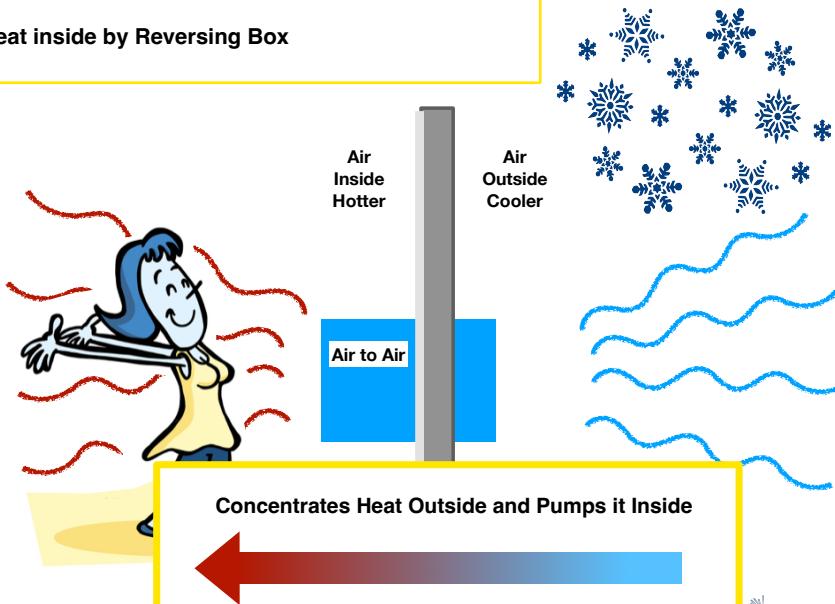 eat inside by Reversing Box
Air
Inside
Hotter
Air
Outside
Cooler
Air to Air
Concentrates Heat Outside and Pumps it Inside